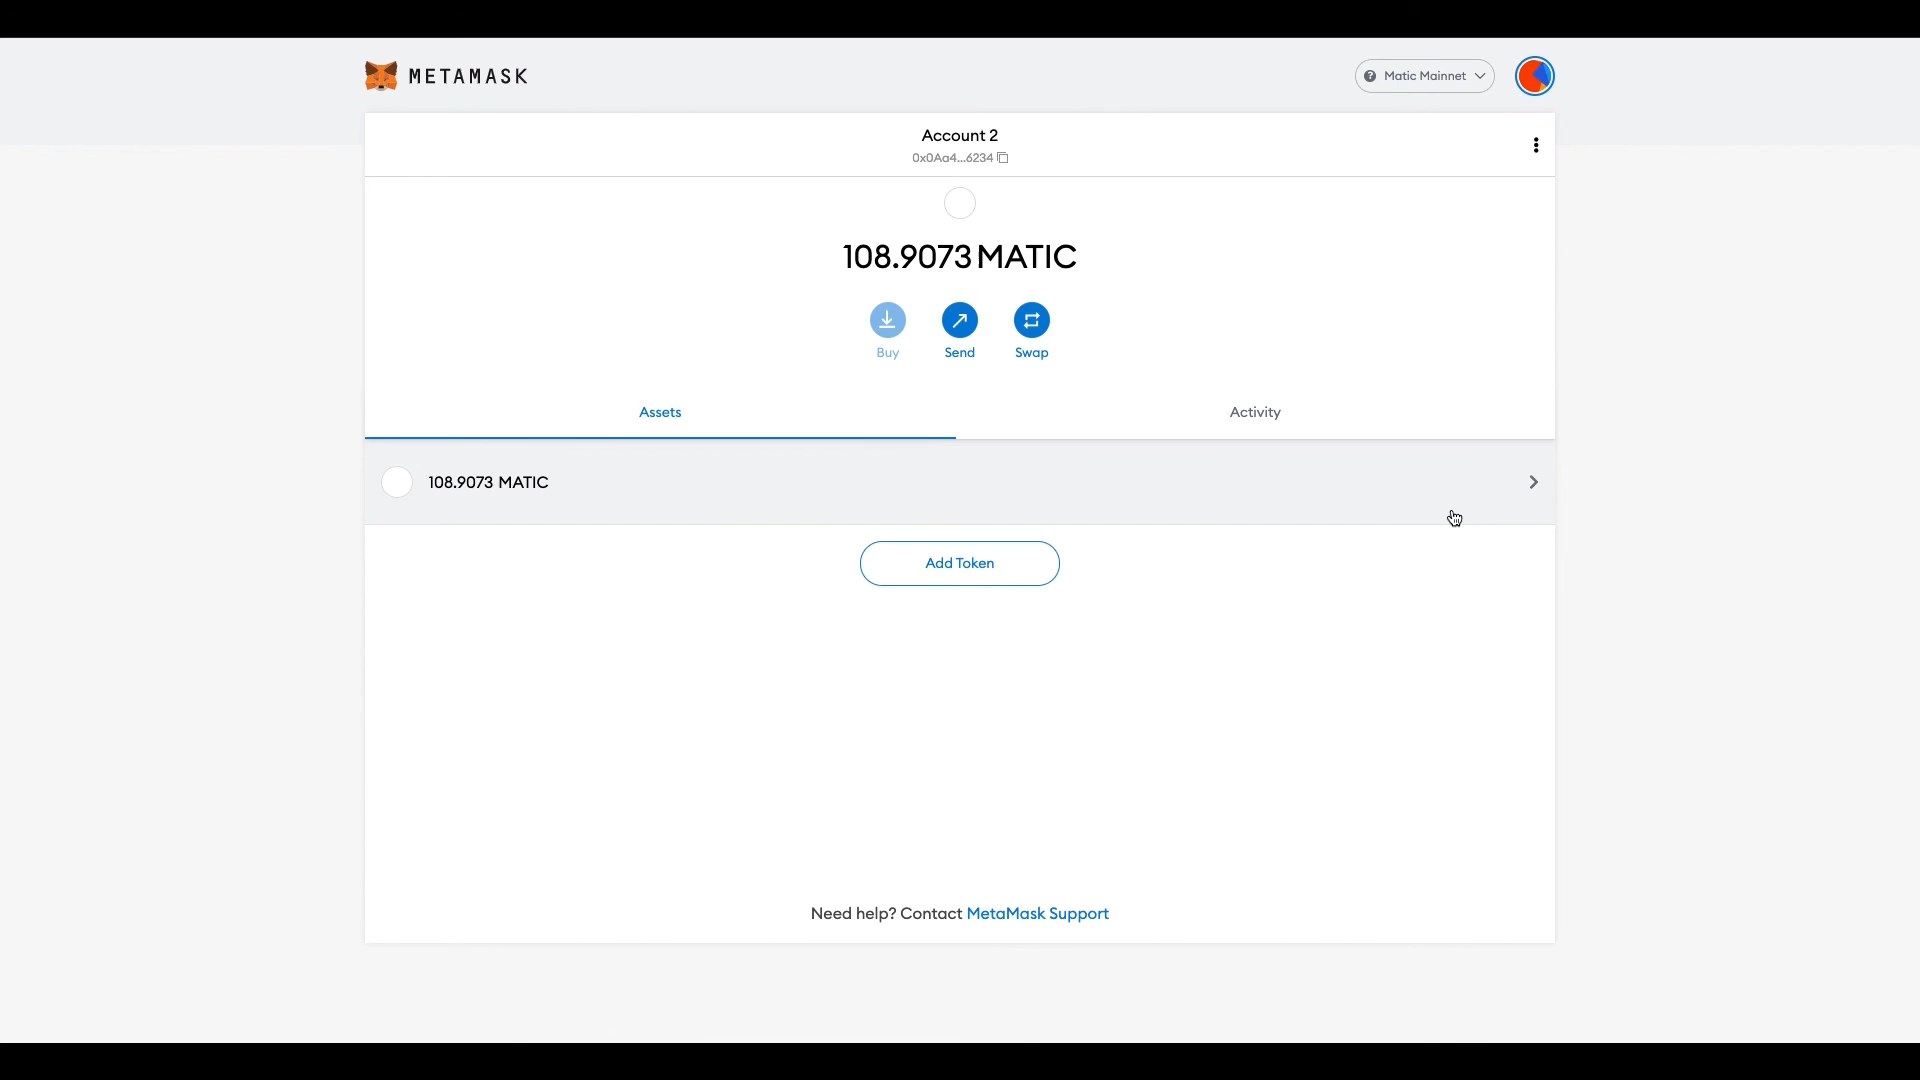 METAMASK
Matic Mainnet
Account 2
0x0Aa4...6234
108.9073 MATIC
Buy
Send
Swap
Assets
Activity
108.9073 MATIC
Add Token
Need help? Contact MetaMask Support